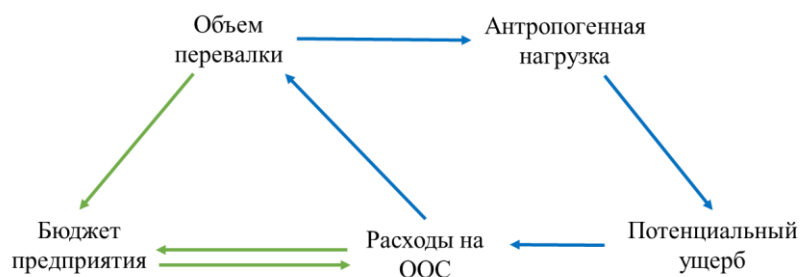 Объем
перевалки
Антропогенная
нагрузка
Бюджет
предприятия
Расходы на
ООС
Потенциальный
ущерб